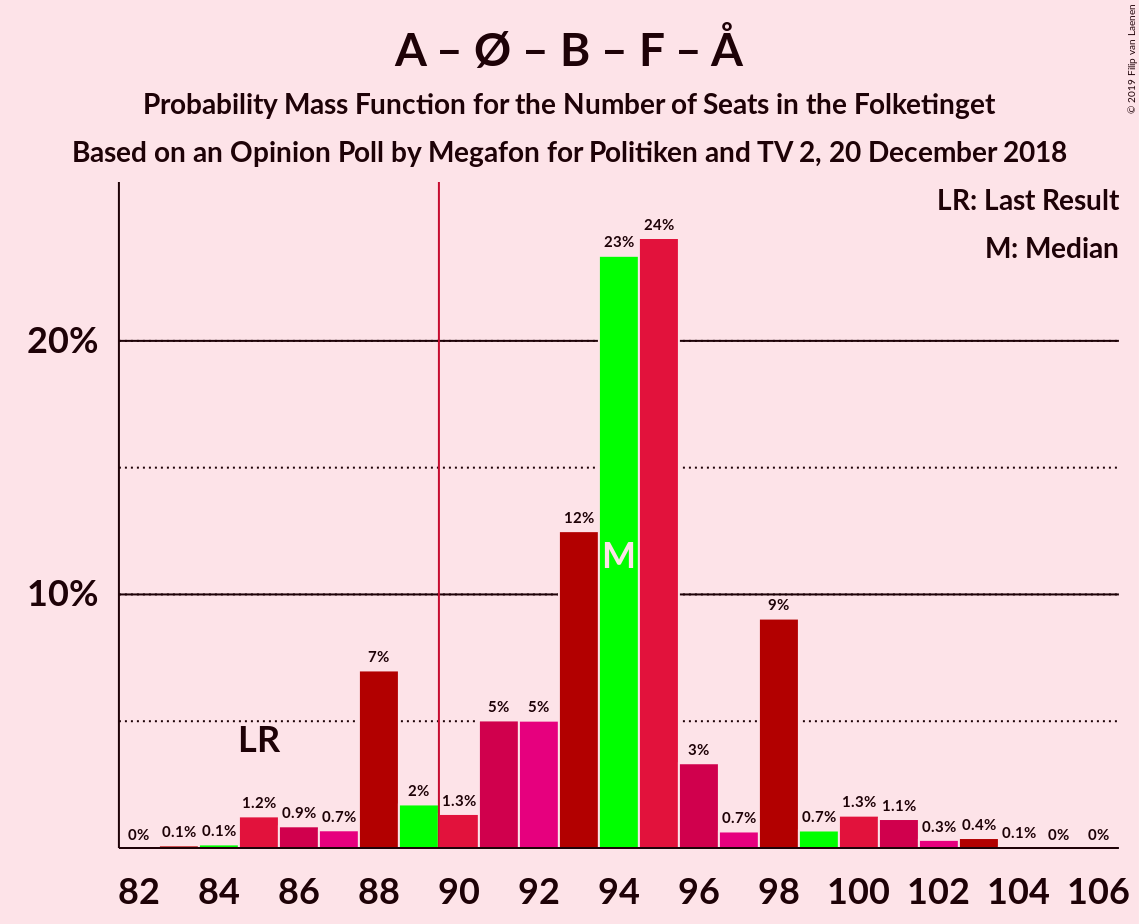 A – Ø – B – F – Å
Probability Mass Function for the Number of Seats in the Folketinget
Based on an Opinion Poll by Megafon for Politiken and TV 2, 20 December 2018
© 2019 Filip van Laenen
LR: Last Result
M: Median
20%
10%
0% 0.1% 0.1% 1.2% 0.9% 0.7% 7% 2% 1.3% 5% 5% 12% 23% 24% 3% 0.7% 9% 0.7% 1.3% 1.1% 0.3% 0.4% 0.1% 0% 0%
LR
M
82 84 86 88 90 92 94 96 98 100 102 104 106